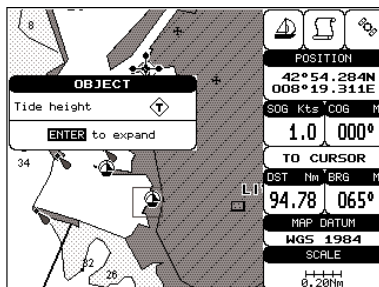 8
OBJECT
Tide height T
ENTER to expand
34
LI
32
26
POSITION
42°54.284N
008°19.311E
SOG Kts COG M
1.0 000°
TO CURSOR
DST Nm BRG M
94.78 065°
MAP DATUM
WGS 1984
SCALE
0.20Nm